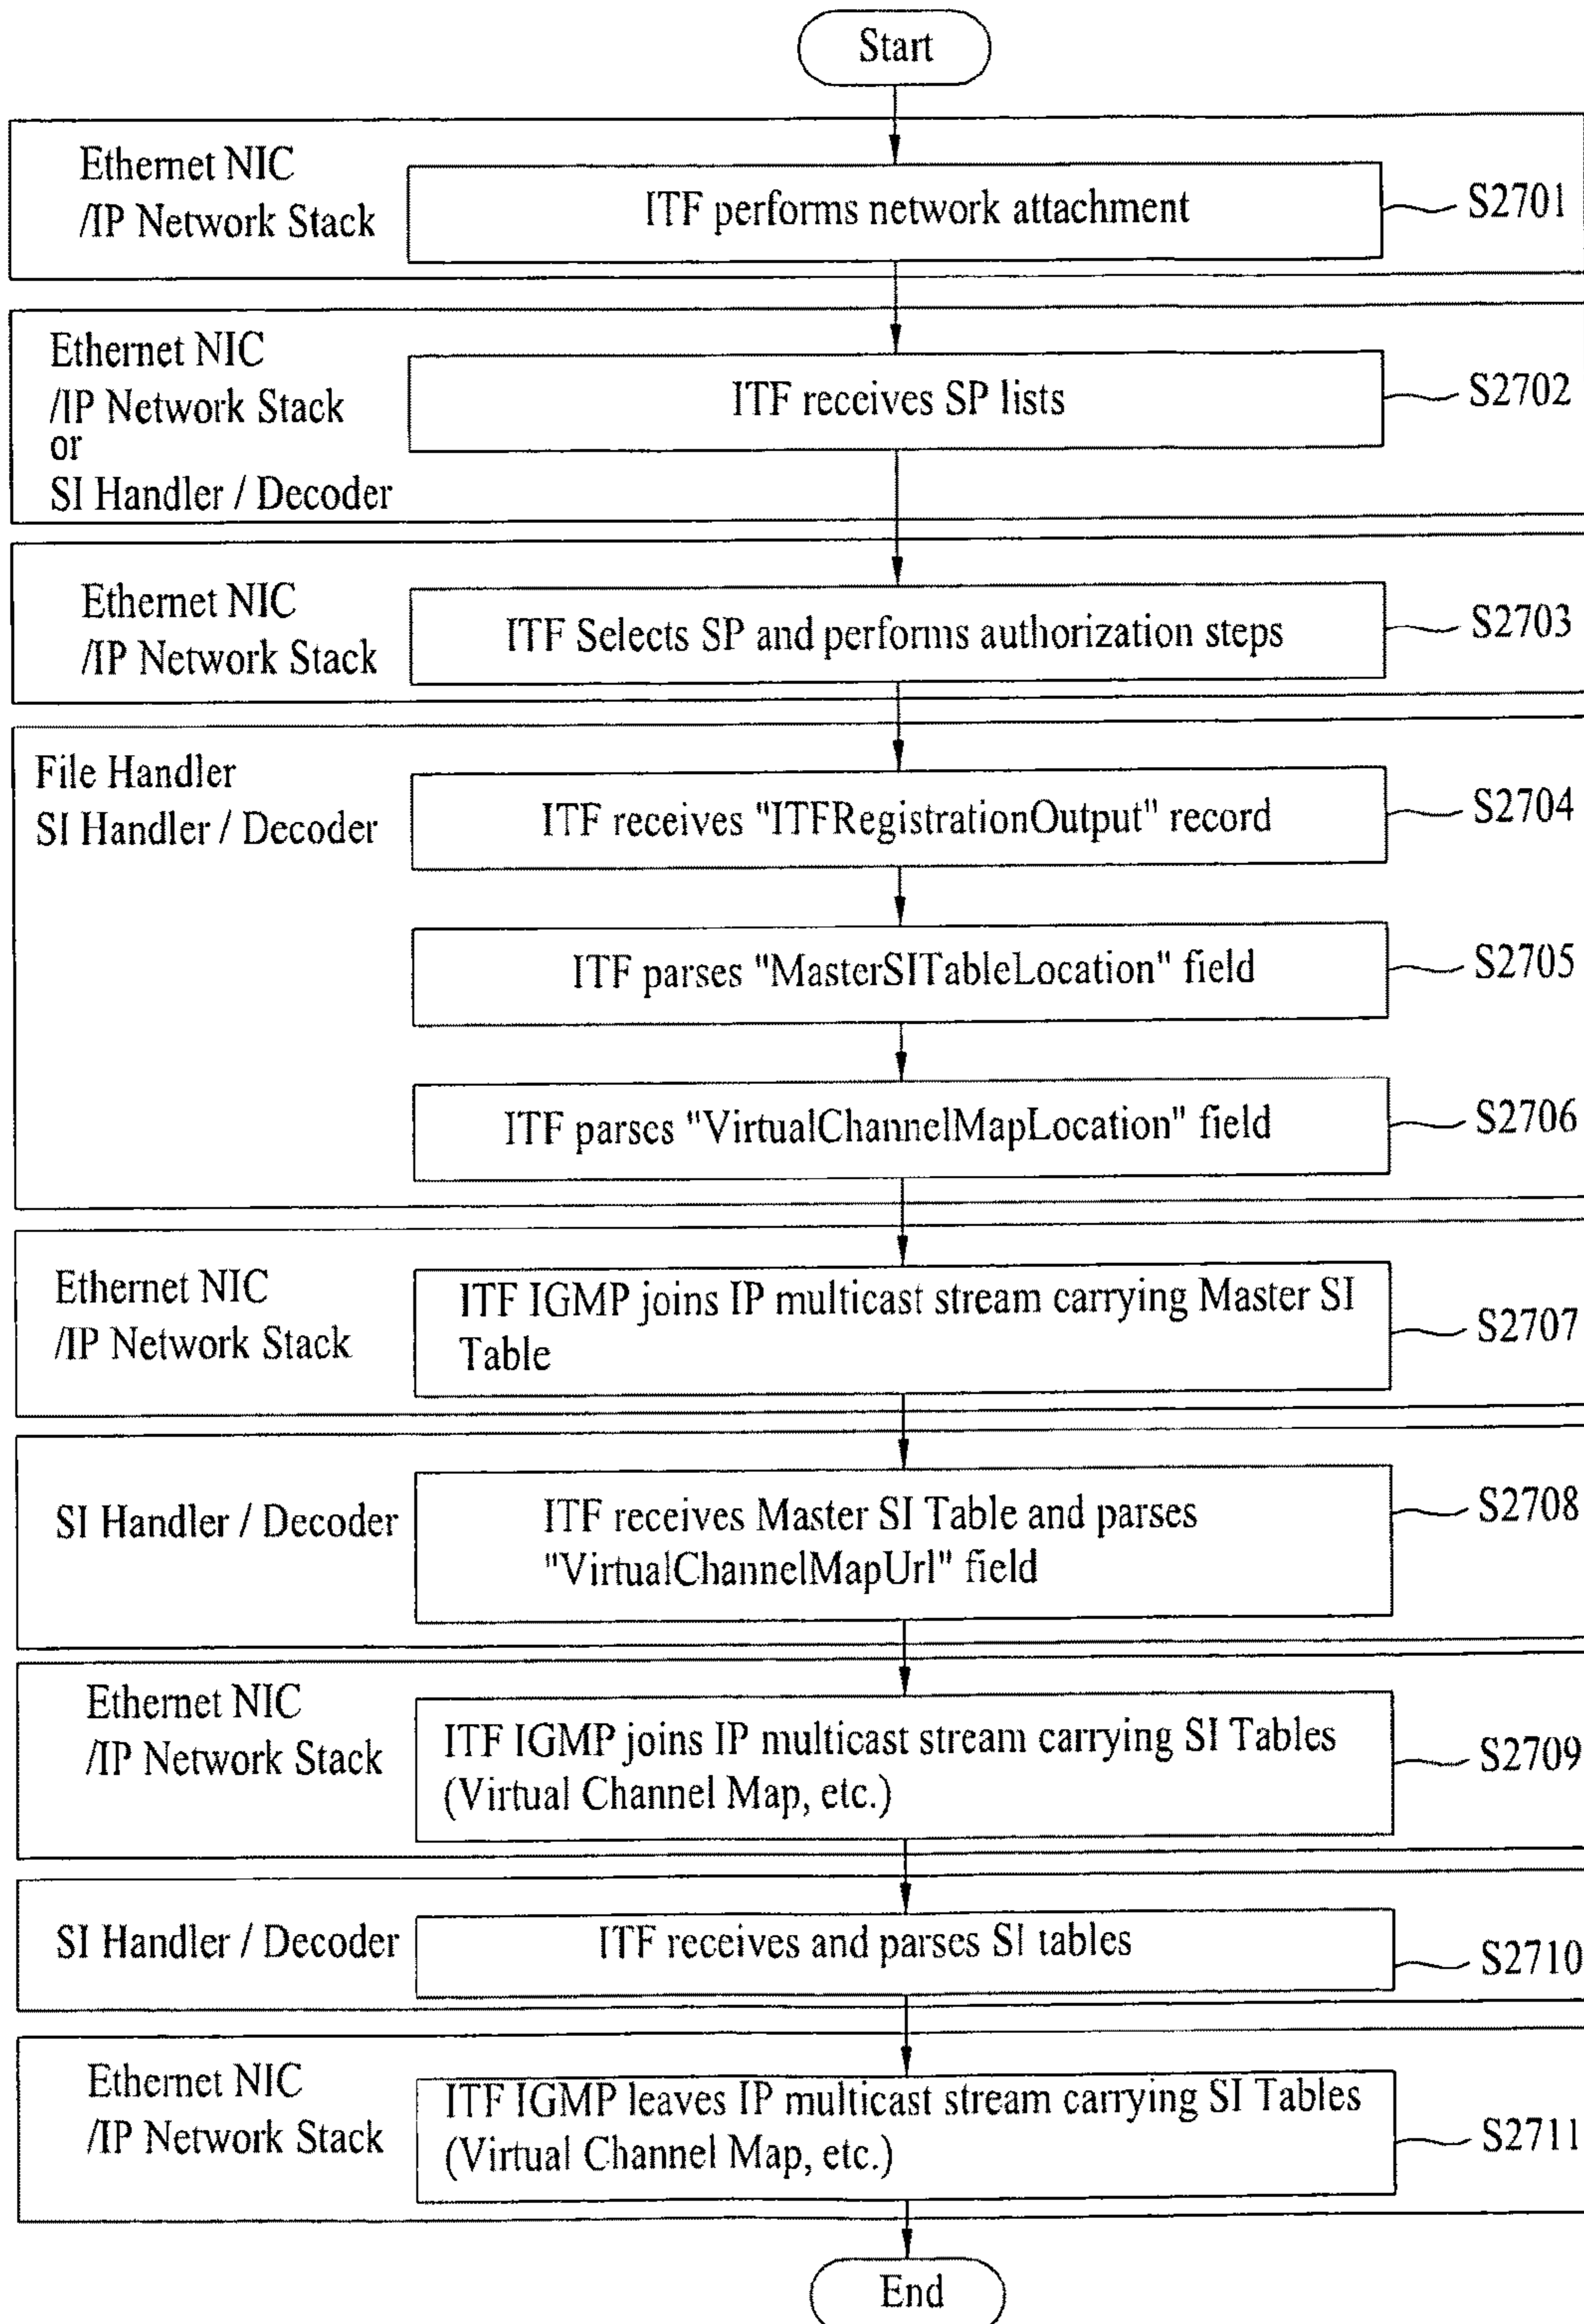 Start
Ethernet NIC
/IP Network Stack
ITF performs network attachment
S2701
Ethernet NIC
/IP Network Stack
or
SI Handler / Decoder
ITF receives SP lists
S2702
Ethernet NIC
/IP Network Stack
ITF Selects SP and performs authorization steps
S2703
File Handler
SI Handler / Decoder
ITF receives "ITFRegistrationOutput" record
S2704
ITF parses "MasterSITableLocation" field
S2705
ITF parses "VirtualChannelMapLocation" field
S2706
Ethernet NIC
/IP Network Stack
ITF IGMP joins IP multicast stream carrying Master SI
Table
S2707
SI Handler / Decoder
ITF receives Master SI Table and parses
"VirtualChannelMapUrl" field
S2708
Ethernet NIC
/IP Network Stack
ITF IGMP joins IP multicast stream carrying SI Tables
(Virtual Channel Map, etc.)
S2709
SI Handler / Decoder
ITF receives and parses SI tables
S2710
Ethernet NIC
/IP Network Stack
ITF IGMP leaves IP multicast stream carrying SI Tables
(Virtual Channel Map, etc.)
S2711
End